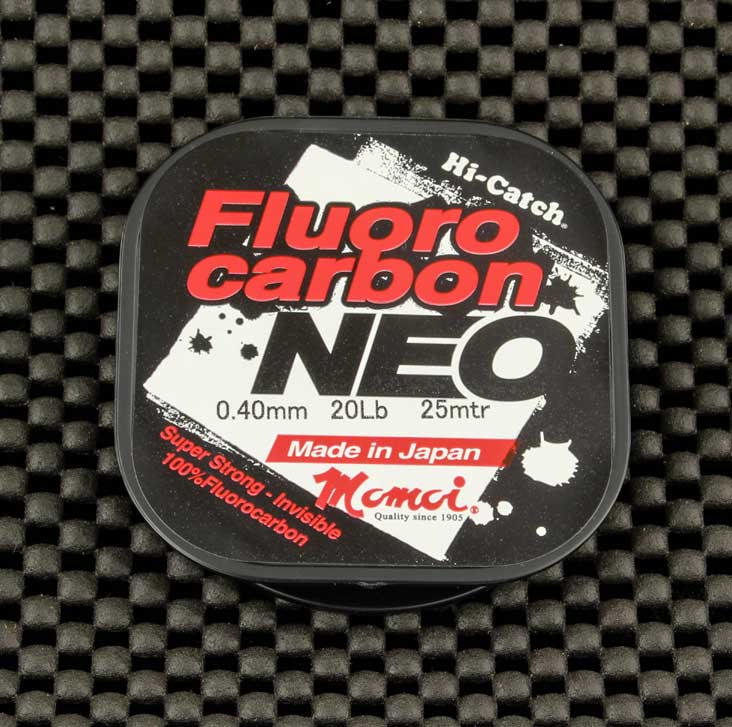 Hi-Catch®
Fluoro
carbon
NEO
0.40mm 20Lb 25mtr
Made in Japan
Super Strong - Invisible
100%Fluorocarbon
Momoi®
Quality since 1905